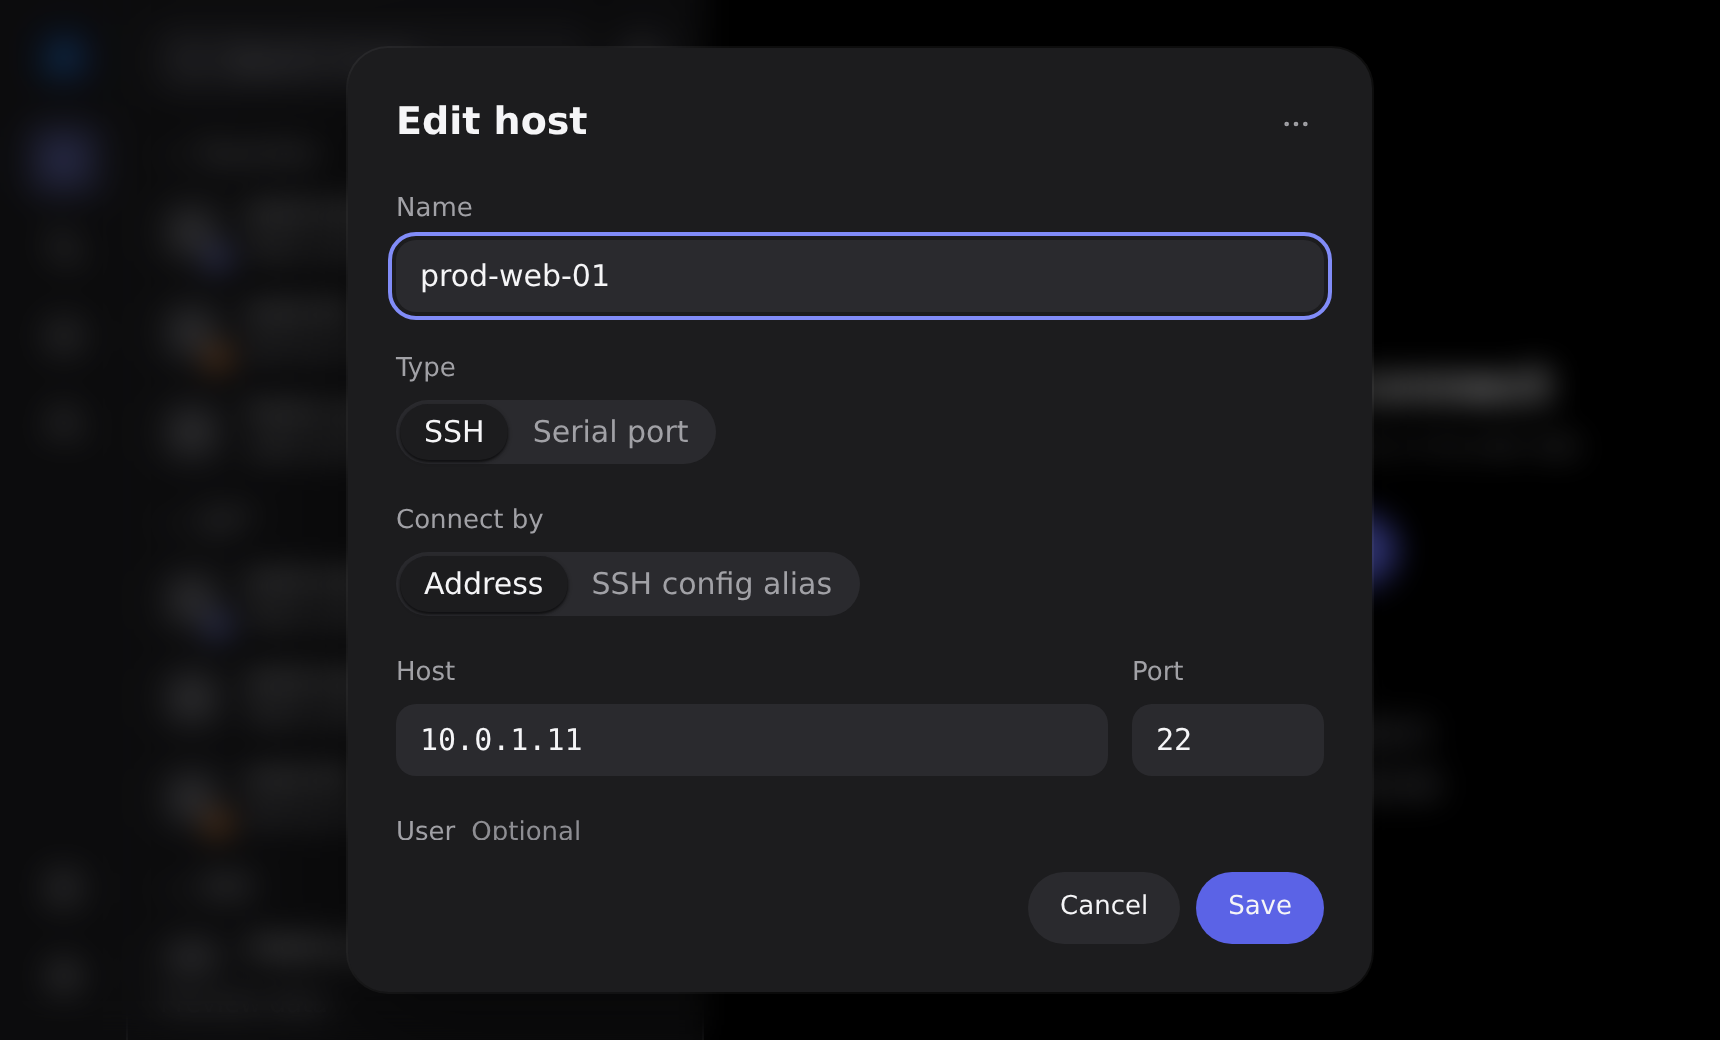 Edit host
...
Name
prod-web-01
Type
SSH Serial port
Connect by
Address SSH config alias
Host Port
10.0.1.11 22
User Optional
Cancel Save